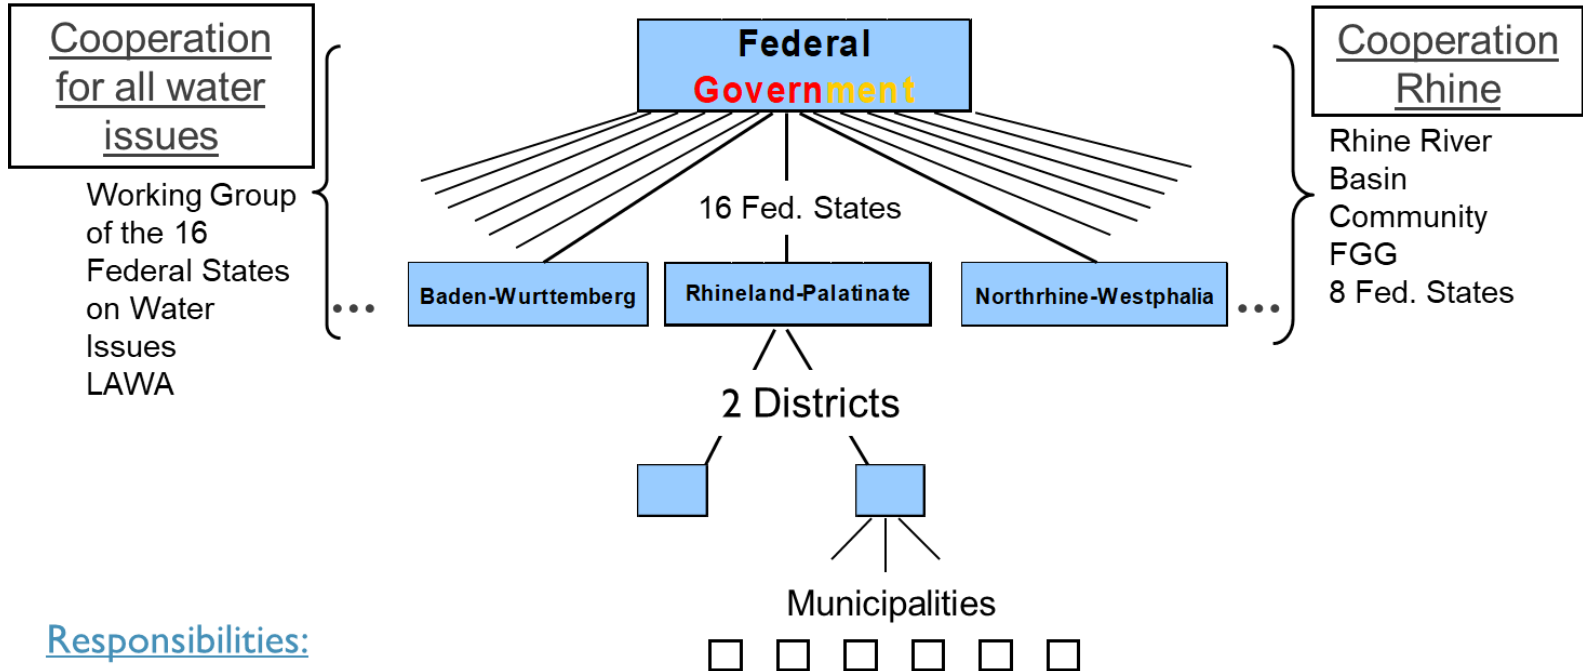 Cooperation
for all water
issues
Working Group
of the 16
Federal States
on Water
Issues
LAWA
Federal
Government
16 Fed. States
...
Baden-Wurttemberg
Rhineland-Palatinate
Northrhine-Westphalia
...
2 Districts
Municipalities
Cooperation
Rhine
Rhine River
Basin
Community
FGG
8 Fed. States
Responsibilities: